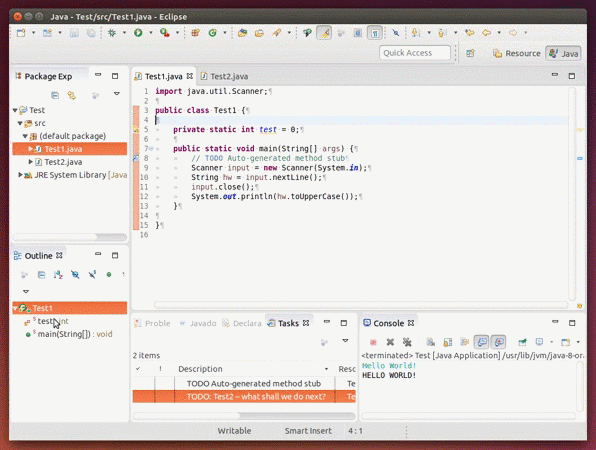 Java - Test/src/Test1.java - Eclipse
Quick Access
Resource
Java
Package Exp
Test
src
(default package)
Test1.java
Test2.java
JRE System Library [Java
Outline
Test1
test: int
main(String[]) : void
Test1.java
Test2.java
1 import java.util.Scanner;
2
3 public class Test1 {
4
5 private static int test = 0;
6
7 public static void main(String[] args) {
8 // TODO Auto-generated method stub
9 Scanner input = new Scanner(System.in);
10 String hw = input.nextLine();
11 input.close();
12 System.out.println(hw.toUpperCase());
13 }
14
15 }
16
Proble
Javado
Declara
Tasks
2 items
! Description Resc
TODO Auto-generated method stub Te
TODO: Test2 – what shall we do next? Te
Console
<terminated> Test [Java Application] /usr/lib/jvm/java-8-or
Hello World!
HELLO WORLD!
Writable
Smart Insert
4 : 1